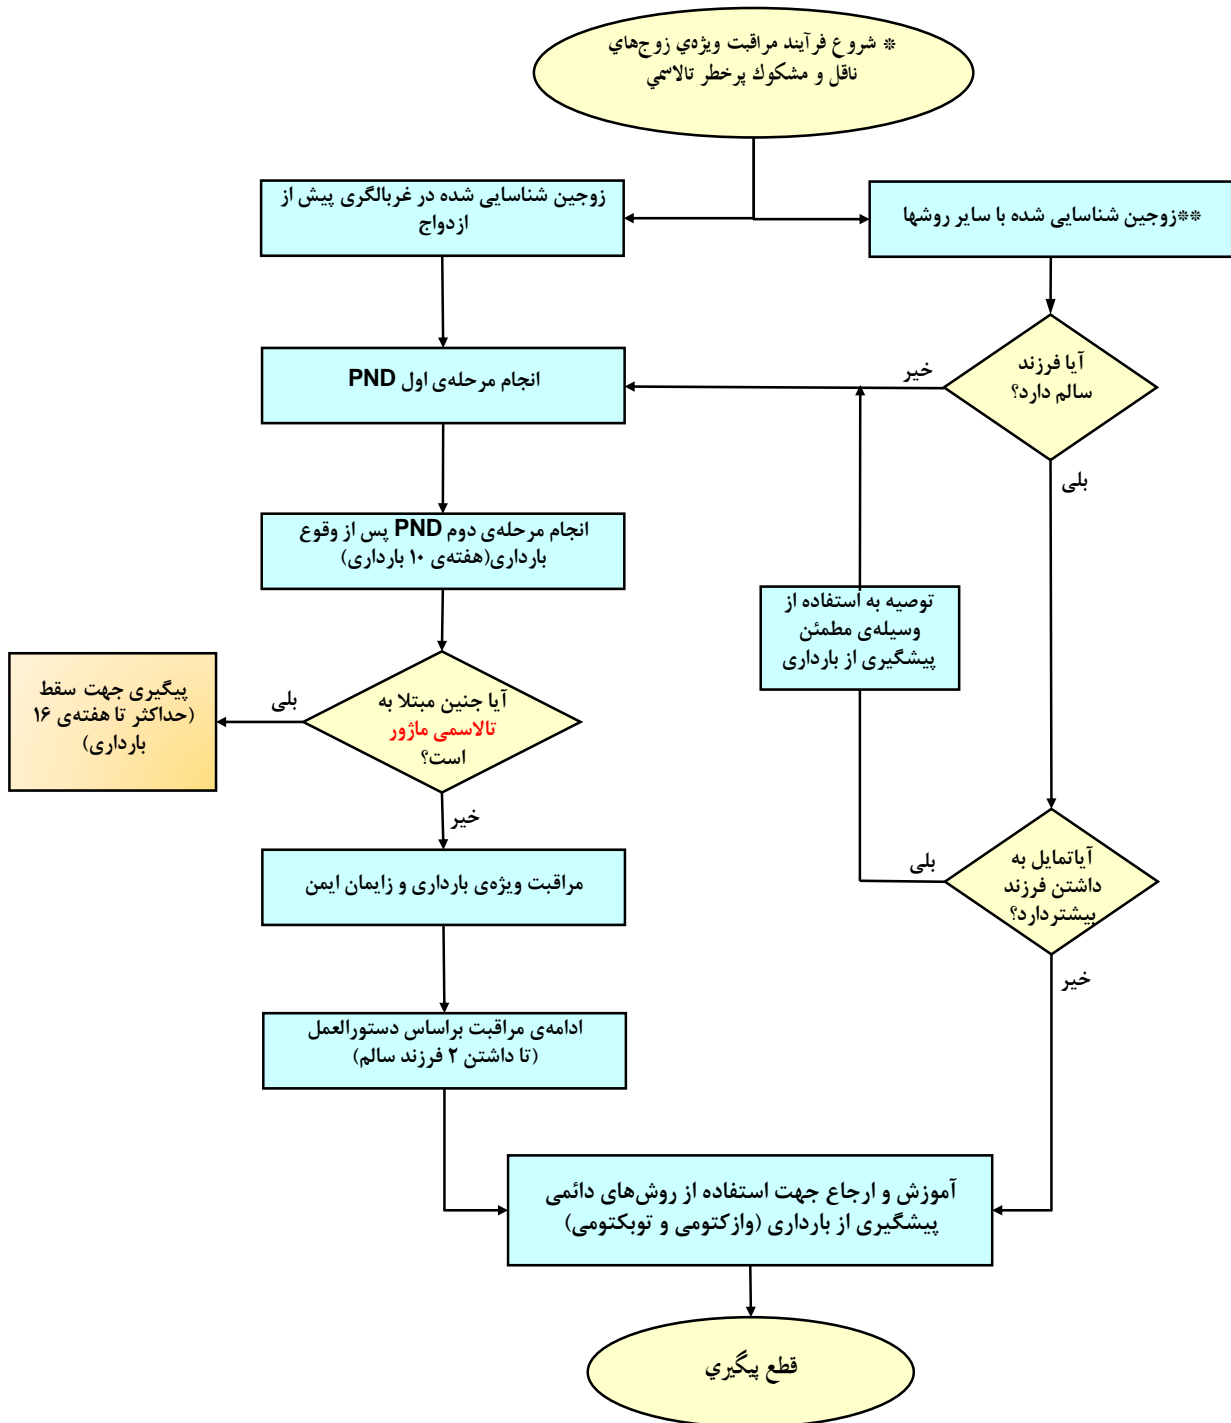 * شروع فرآیند مراقبت ویژه‌ي زوج‌هاي
ناقل و مشکوك پرخطر تالاسمي
زوجین شناسایی شده در غربالگری پیش از
ازدواج
**زوجین شناسایی شده با سایر روشها
آیا فرزند
سالم دارد؟
خیر
بلی
انجام مرحله‌ی اول PND
انجام مرحله‌ی دوم PND پس از وقوع
بارداری(هفته‌ی ۱۰ بارداری)
توصیه به استفاده از
وسیله‌ی مطمئن
پیشگیری از بارداری
آیا جنین مبتلا به
تالاسمی ماژور
است؟
بلی
خیر
پیگیری جهت سقط
(حداکثر تا هفته‌ی ۱۶
بارداری)
آیاتمایل به
داشتن فرزند
بیشتردارد؟
بلی
خیر
مراقبت ویژه‌ی بارداری و زایمان ایمن
ادامه‌ی مراقبت براساس دستورالعمل
(تا داشتن ۲ فرزند سالم)
آموزش و ارجاع جهت استفاده از روش‌های دائمی
پیشگیری از بارداری (وازکتومی و توبکتومی)
قطع پیگیري